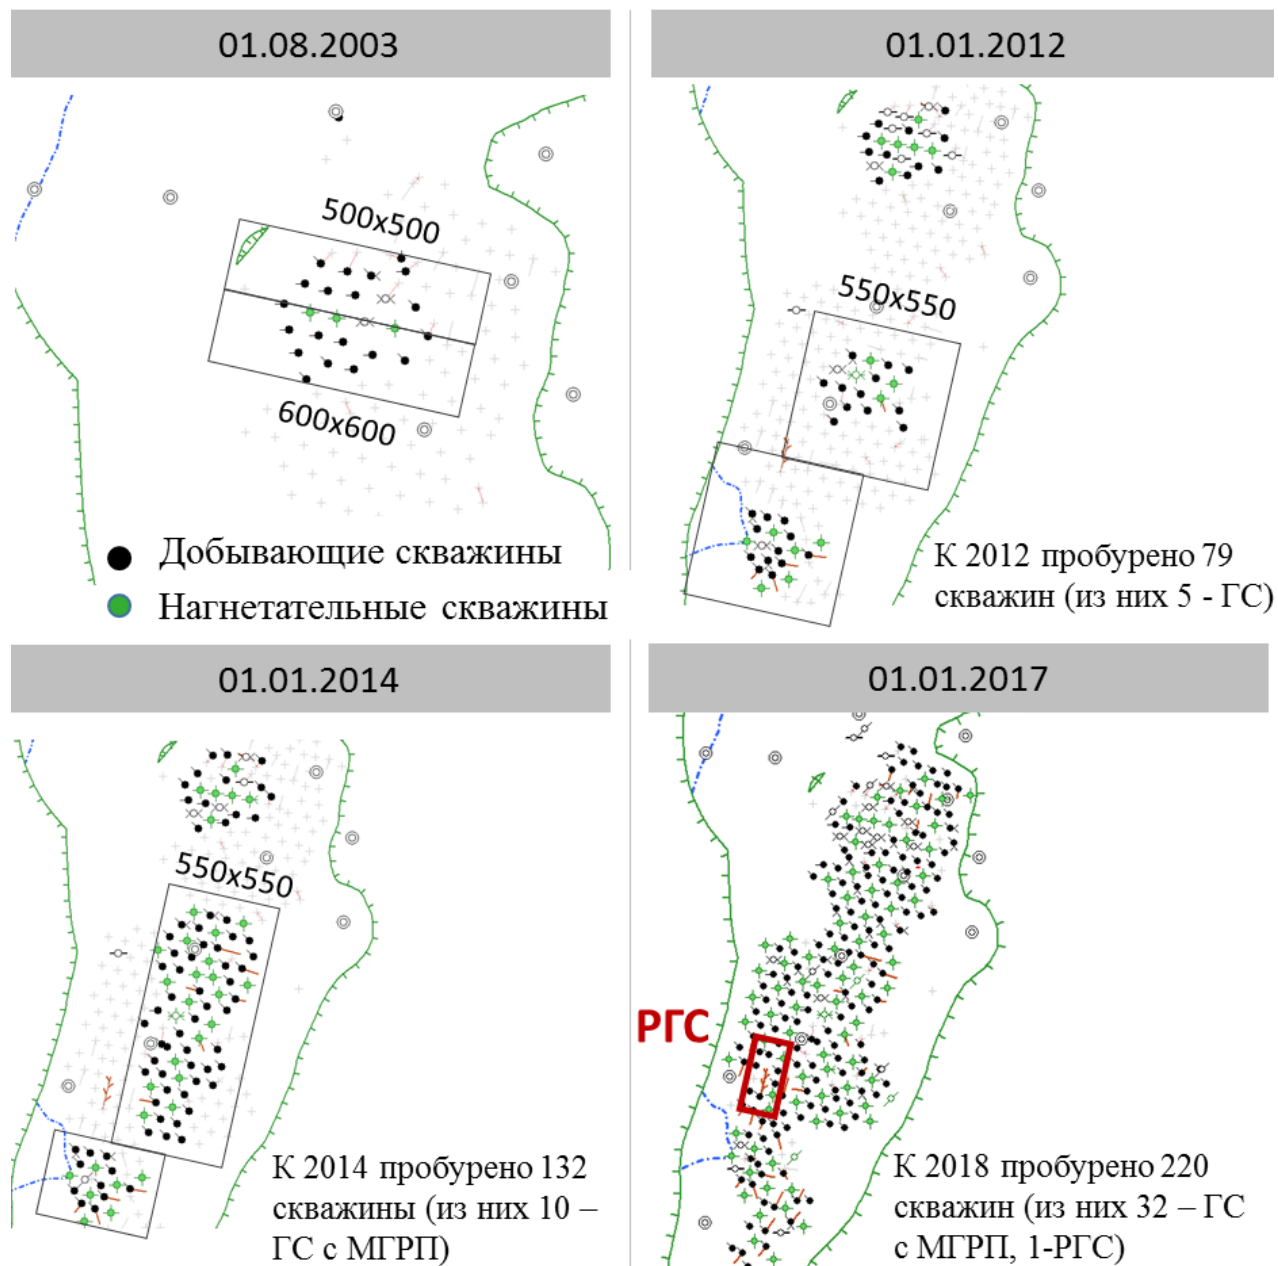 01.08.2003
500x500
600x600
Добывающие скважины
Нагнетательные скважины
01.01.2012
550x550
К 2012 пробурено 79
скважин (из них 5 - ГС)
01.01.2014
550x550
К 2014 пробурено 132
скважины (из них 10 –
ГС с МГРП)
01.01.2017
РГС
К 2018 пробурено 220
скважин (из них 32 – ГС
с МГРП, 1-РГС)